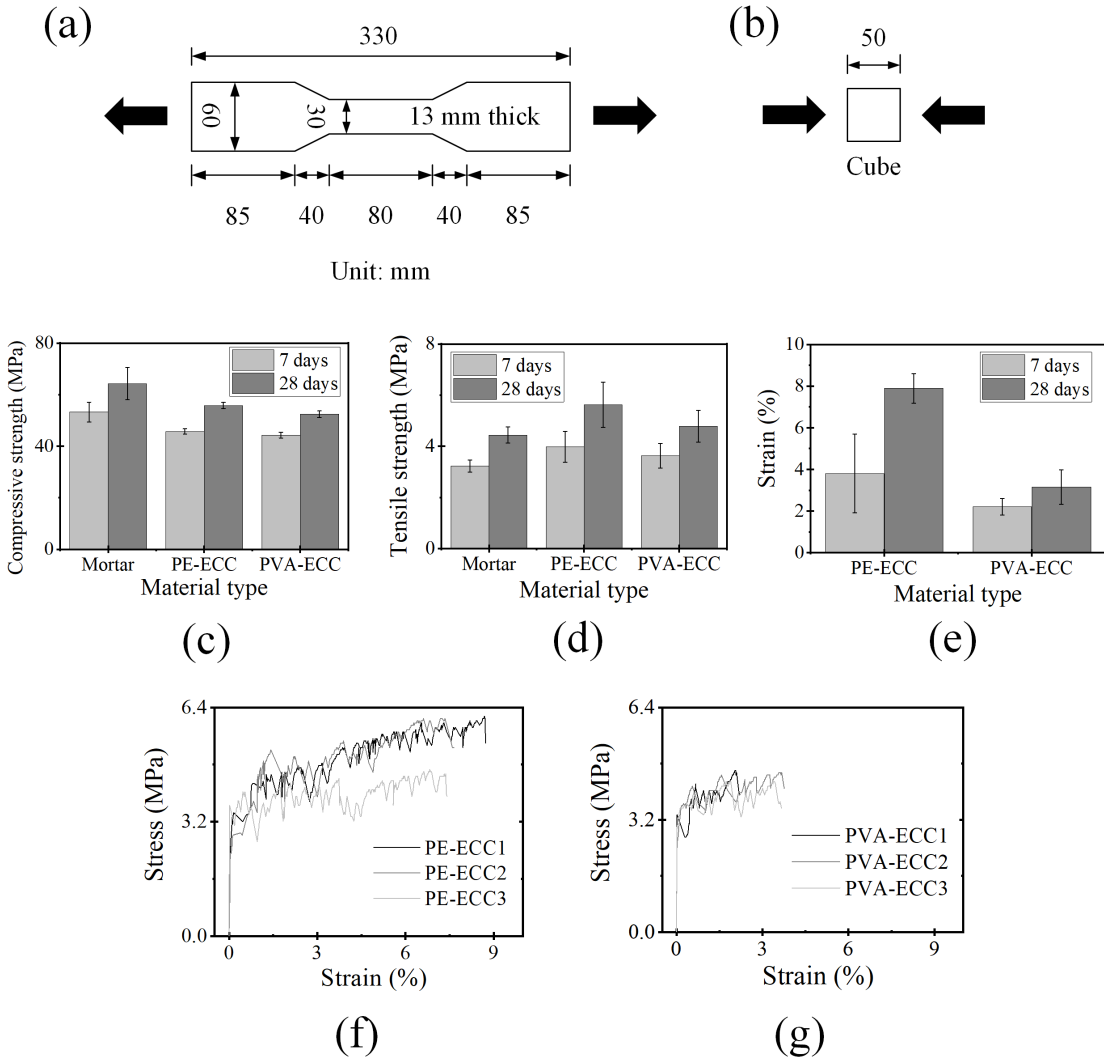 (a)
330
60
30
13 mm thick
85
40
80
40
85
Unit: mm
(b)
50
Cube
80
40
0
Compressive strength (MPa)
7 days
28 days
Mortar
PE-ECC
PVA-ECC
Material type
(c)
8
4
0
Tensile strength (MPa)
7 days
28 days
Mortar
PE-ECC
PVA-ECC
Material type
(d)
10
8
6
4
2
0
Strain (%)
7 days
28 days
PE-ECC
PVA-ECC
Material type
(e)
6.4
3.2
0.0
Stress (MPa)
PE-ECC1
PE-ECC2
PE-ECC3
0
3
6
9
Strain (%)
(f)
6.4
3.2
0.0
Stress (MPa)
PVA-ECC1
PVA-ECC2
PVA-ECC3
0
3
6
9
Strain (%)
(g)